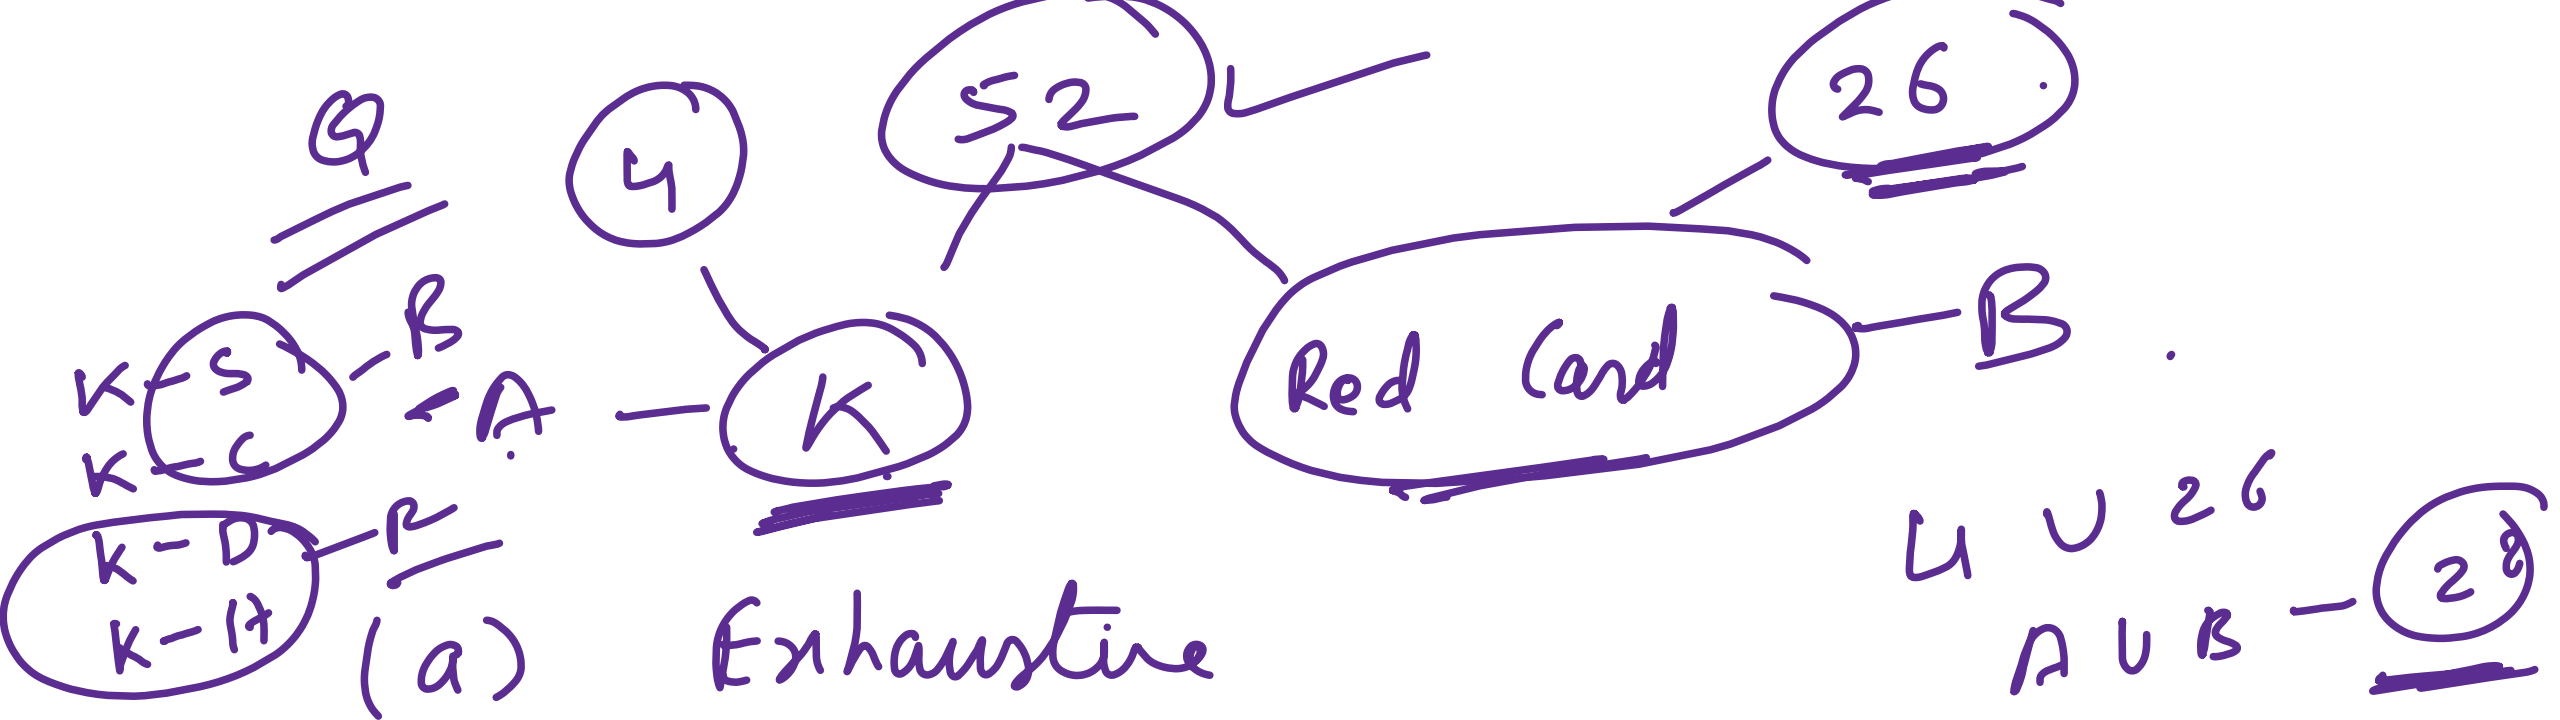 Q 4 52 26
K - S - B
- A - K Red Card - B
K - C
K - D - R 4 ∪ 26
K - H
(a) Exhaustive A ∪ B - 28